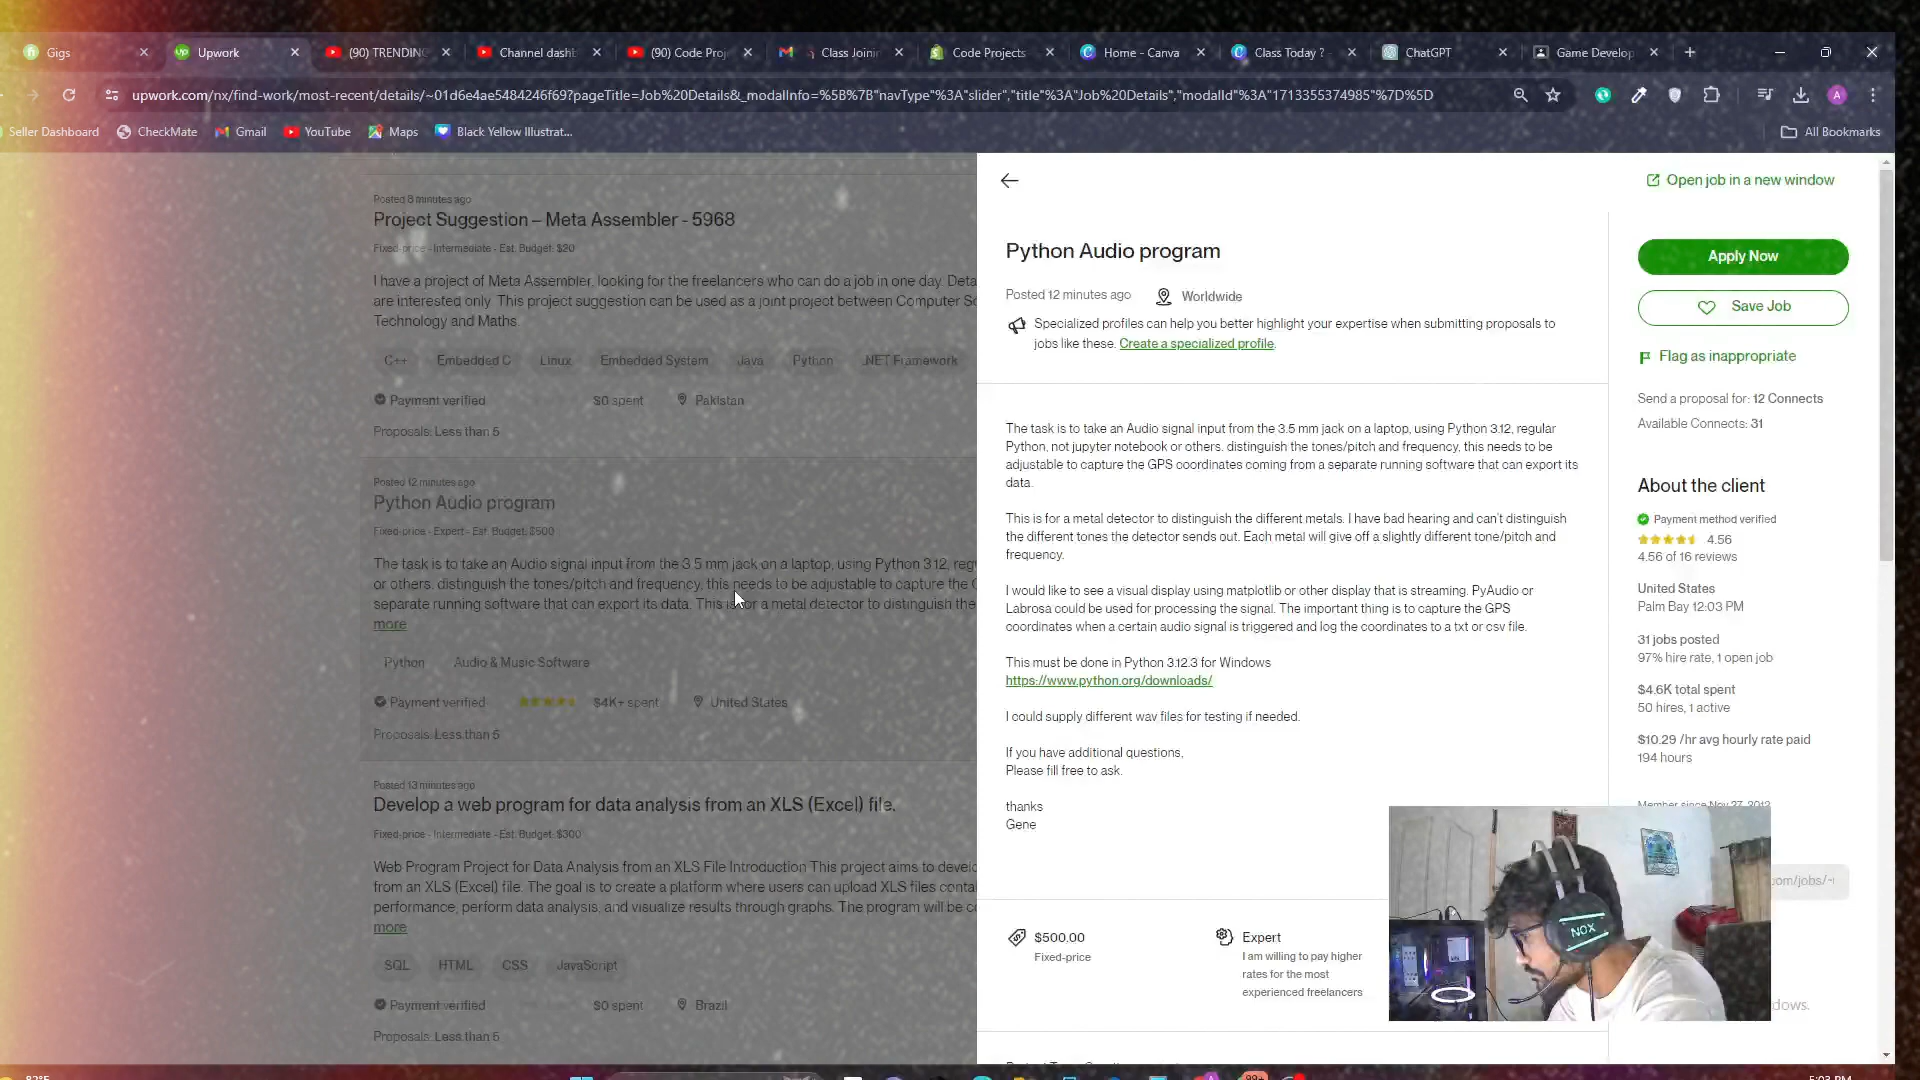 Gigs
Upwork
(90) TRENDING
Channel dashb
(90) Code Proj
Class Joinir
Code Projects
Home - Canva
Class Today ? -
ChatGPT
Game Develop
upwork.com/nx/find-work/most-recent/details/~01d6e4ae5484246f69?pageTitle=Job%20Details&_modalInfo=%5B%7B"navType"%3A"slider","title"%3A"Job%20Details","modalId"%3A"1713355374985"%7D%5D
A
Seller Dashboard
CheckMate
Gmail
YouTube
Maps
Black Yellow Illustrat...
All Bookmarks
Posted 8 minutes ago
Project Suggestion – Meta Assembler - 5968
Fixed-price - Intermediate - Est. Budget: $20
I have a project of Meta Assembler, looking for the freelancers who can do a job in one day. Deta
are interested only. This project suggestion can be used as a joint project between Computer Sc
Technology and Maths.
C++ Embedded C Linux Embedded System Java Python .NET Framework
Payment verified $0 spent Pakistan
Proposals: Less than 5
Posted 12 minutes ago
Python Audio program
Fixed-price - Expert - Est. Budget: $500
The task is to take an Audio signal input from the 3.5 mm jack on a laptop, using Python 3.12, reg
or others. distinguish the tones/pitch and frequency, this needs to be adjustable to capture the G
separate running software that can export its data. This is for a metal detector to distinguish the
more
Python Audio & Music Software
Payment verified $4K+ spent United States
Proposals: Less than 5
Posted 13 minutes ago
Develop a web program for data analysis from an XLS (Excel) file.
Fixed-price - Intermediate - Est. Budget: $300
Web Program Project for Data Analysis from an XLS File Introduction This project aims to develo
from an XLS (Excel) file. The goal is to create a platform where users can upload XLS files conta
performance, perform data analysis, and visualize results through graphs. The program will be co
more
SQL HTML CSS JavaScript
Payment verified $0 spent Brazil
Proposals: Less than 5
Open job in a new window
Python Audio program
Posted 12 minutes ago Worldwide
Specialized profiles can help you better highlight your expertise when submitting proposals to
jobs like these. Create a specialized profile.
The task is to take an Audio signal input from the 3.5 mm jack on a laptop, using Python 3.12, regular
Python, not jupyter notebook or others. distinguish the tones/pitch and frequency, this needs to be
adjustable to capture the GPS coordinates coming from a separate running software that can export its
data.
This is for a metal detector to distinguish the different metals. I have bad hearing and can't distinguish
the different tones the detector sends out. Each metal will give off a slightly different tone/pitch and
frequency.
I would like to see a visual display using matplotlib or other display that is streaming. PyAudio or
Labrosa could be used for processing the signal. The important thing is to capture the GPS
coordinates when a certain audio signal is triggered and log the coordinates to a txt or csv file.
This must be done in Python 3.12.3 for Windows
https://www.python.org/downloads/
I could supply different wav files for testing if needed.
If you have additional questions,
Please fill free to ask.
thanks
Gene
$500.00
Fixed-price
Expert
I am willing to pay higher
rates for the most
experienced freelancers
Apply Now
Save Job
Flag as inappropriate
Send a proposal for: 12 Connects
Available Connects: 31
About the client
Payment method verified
4.56
4.56 of 16 reviews
United States
Palm Bay 12:03 PM
31 jobs posted
97% hire rate, 1 open job
$4.6K total spent
50 hires, 1 active
$10.29 /hr avg hourly rate paid
194 hours
Member since Nov 27, 2012
om/jobs/~
NOX
dows.
82°F
99+
5:03 PM